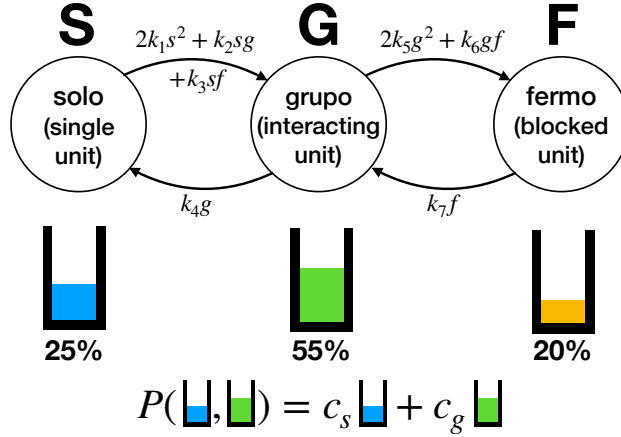 S G F
2k₁s² + k₂sg
+k₃sf
2k₅g² + k₆gf
solo
(single
unit)
grupo
(interacting
unit)
fermo
(blocked
unit)
k₄g
k₇f
25% 55% 20%
P( , ) = cₛ + c_g